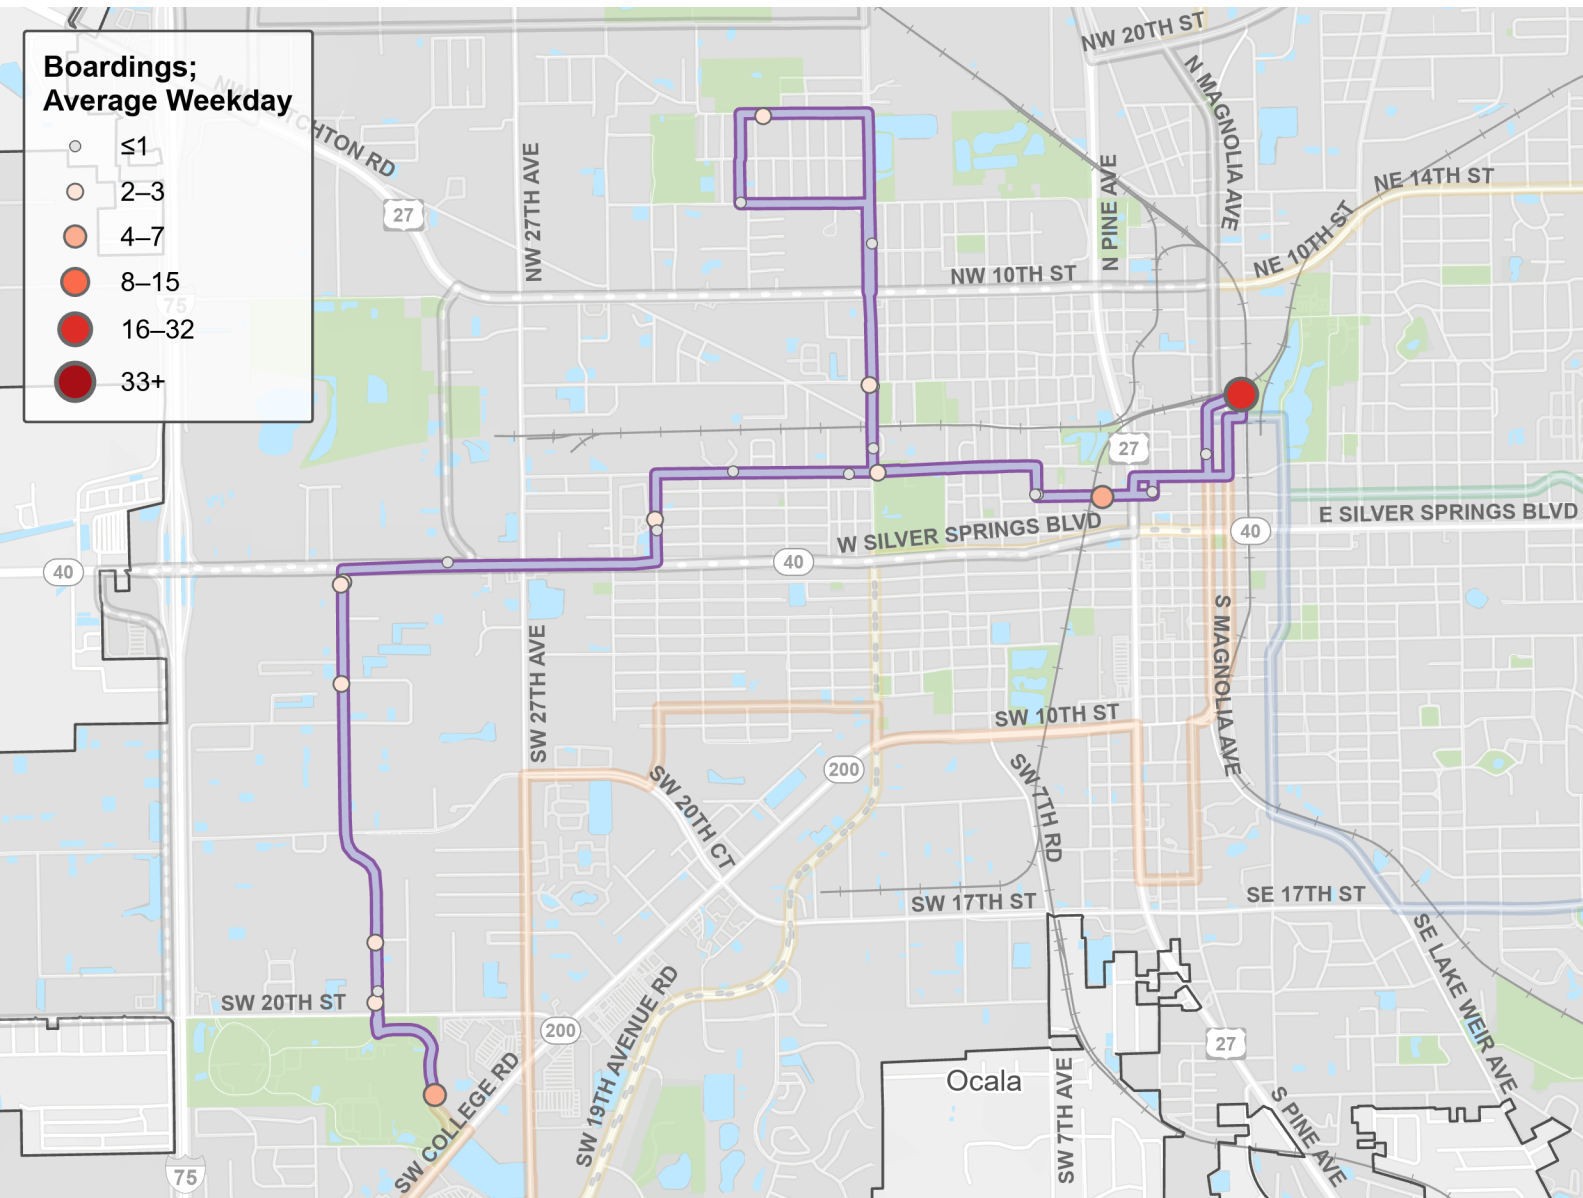 Boardings;
Average Weekday
≤1
2–3
4–7
8–15
16–32
33+
NW 20TH ST
N MAGNOLIA AVE
NE 14TH ST
NE 10TH ST
N PINE AVE
NW 27TH AVE
27
75
NW 10TH ST
27
W SILVER SPRINGS BLVD
E SILVER SPRINGS BLVD
40
40
40
S MAGNOLIA AVE
SW 27TH AVE
SW 10TH ST
200
SW 20TH CT
SW 7TH RD
SW 17TH ST
SE 17TH ST
SE LAKE WEIR AVE
SW 20TH ST
200
SW 19TH AVENUE RD
27
SW COLLEGE RD
Ocala
SW 7TH AVE
S PINE AVE
75